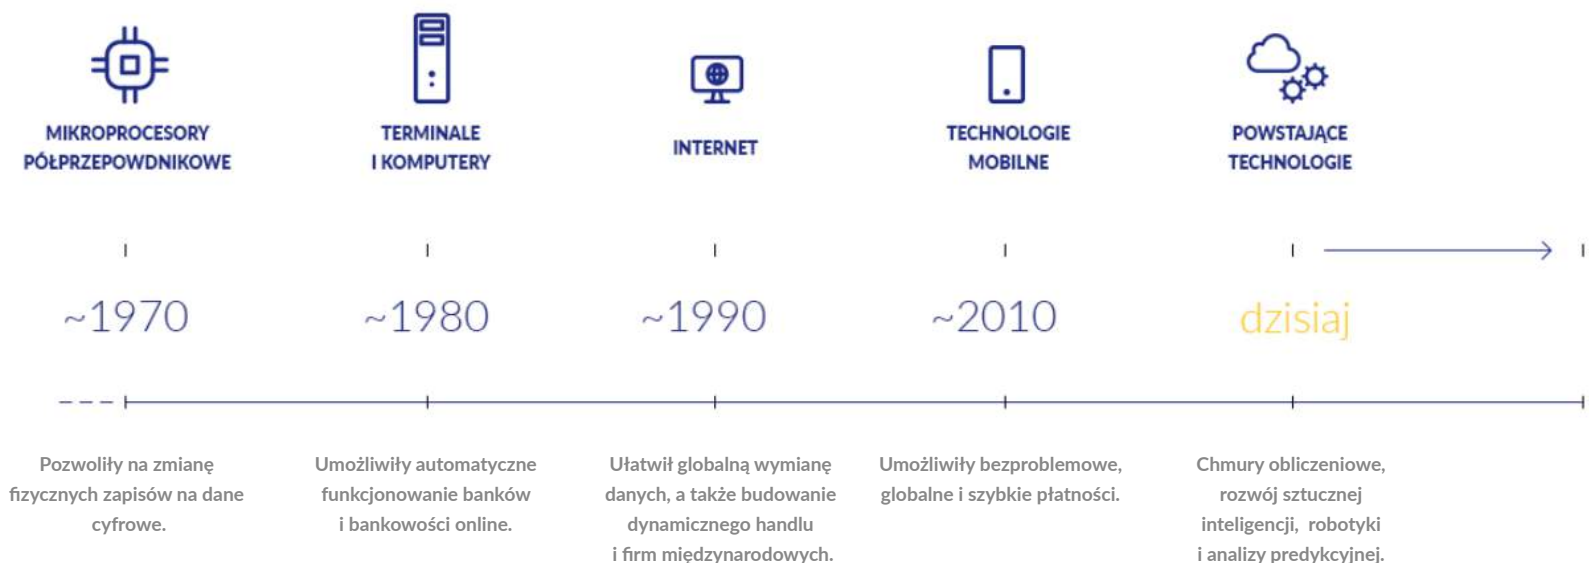 MIKROPROCESORY
PÓŁPRZEPOWDNIKOWE
TERMINALE
I KOMPUTERY
INTERNET
TECHNOLOGIE
MOBILNE
POWSTAJĄCE
TECHNOLOGIE
~1970
~1980
~1990
~2010
dzisiaj
Pozwoliły na zmianę
fizycznych zapisów na dane
cyfrowe.
Umożliwiły automatyczne
funkcjonowanie banków
i bankowości online.
Ułatwił globalną wymianę
danych, a także budowanie
dynamicznego handlu
i firm międzynarodowych.
Umożliwiły bezproblemowe,
globalne i szybkie płatności.
Chmury obliczeniowe,
rozwój sztucznej
inteligencji, robotyki
i analizy predykcyjnej.